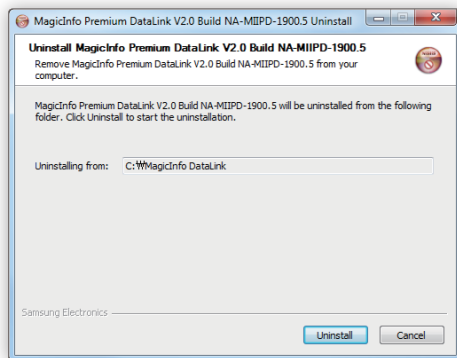 MagicInfo Premium DataLink V2.0 Build NA-MIIPD-1900.5 Uninstall
Uninstall MagicInfo Premium DataLink V2.0 Build NA-MIIPD-1900.5
Remove MagicInfo Premium DataLink V2.0 Build NA-MIIPD-1900.5 from your
computer.
MagicInfo Premium DataLink V2.0 Build NA-MIIPD-1900.5 will be uninstalled from the following
folder. Click Uninstall to start the uninstallation.
Uninstalling from: C:₩MagicInfo DataLink
Samsung Electronics
Uninstall Cancel